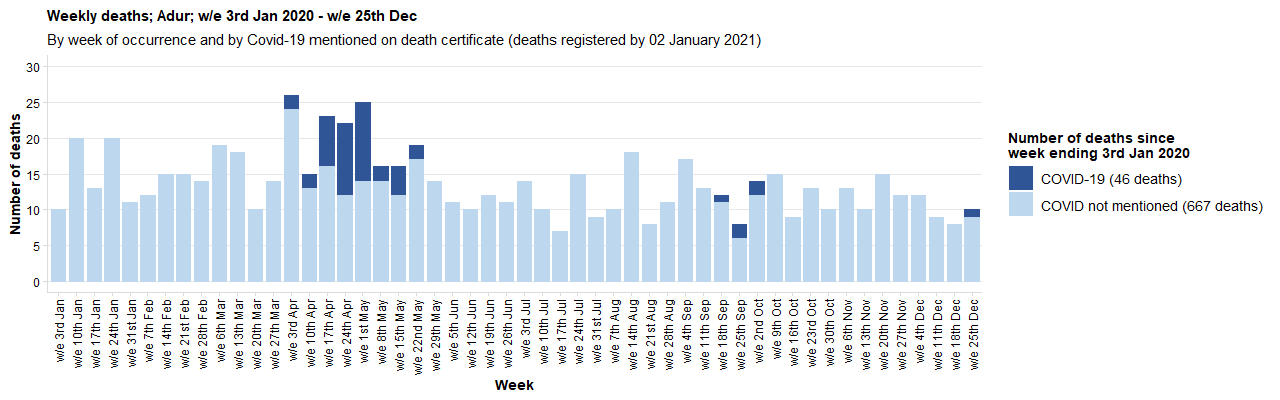 Weekly deaths; Adur; w/e 3rd Jan 2020 - w/e 25th Dec
By week of occurrence and by Covid-19 mentioned on death certificate (deaths registered by 02 January 2021)
Number of deaths
30
25
20
15
10
5
0
w/e 3rd Jan
w/e 10th Jan
w/e 17th Jan
w/e 24th Jan
w/e 31st Jan
w/e 7th Feb
w/e 14th Feb
w/e 21st Feb
w/e 28th Feb
w/e 6th Mar
w/e 13th Mar
w/e 20th Mar
w/e 27th Mar
w/e 3rd Apr
w/e 10th Apr
w/e 17th Apr
w/e 24th Apr
w/e 1st May
w/e 8th May
w/e 15th May
w/e 22nd May
w/e 29th May
w/e 5th Jun
w/e 12th Jun
w/e 19th Jun
w/e 26th Jun
w/e 3rd Jul
w/e 10th Jul
w/e 17th Jul
w/e 24th Jul
w/e 31st Jul
w/e 7th Aug
w/e 14th Aug
w/e 21st Aug
w/e 28th Aug
w/e 4th Sep
w/e 11th Sep
w/e 18th Sep
w/e 25th Sep
w/e 2nd Oct
w/e 9th Oct
w/e 16th Oct
w/e 23rd Oct
w/e 30th Oct
w/e 6th Nov
w/e 13th Nov
w/e 20th Nov
w/e 27th Nov
w/e 4th Dec
w/e 11th Dec
w/e 18th Dec
w/e 25th Dec
Week
Number of deaths since
week ending 3rd Jan 2020
COVID-19 (46 deaths)
COVID not mentioned (667 deaths)